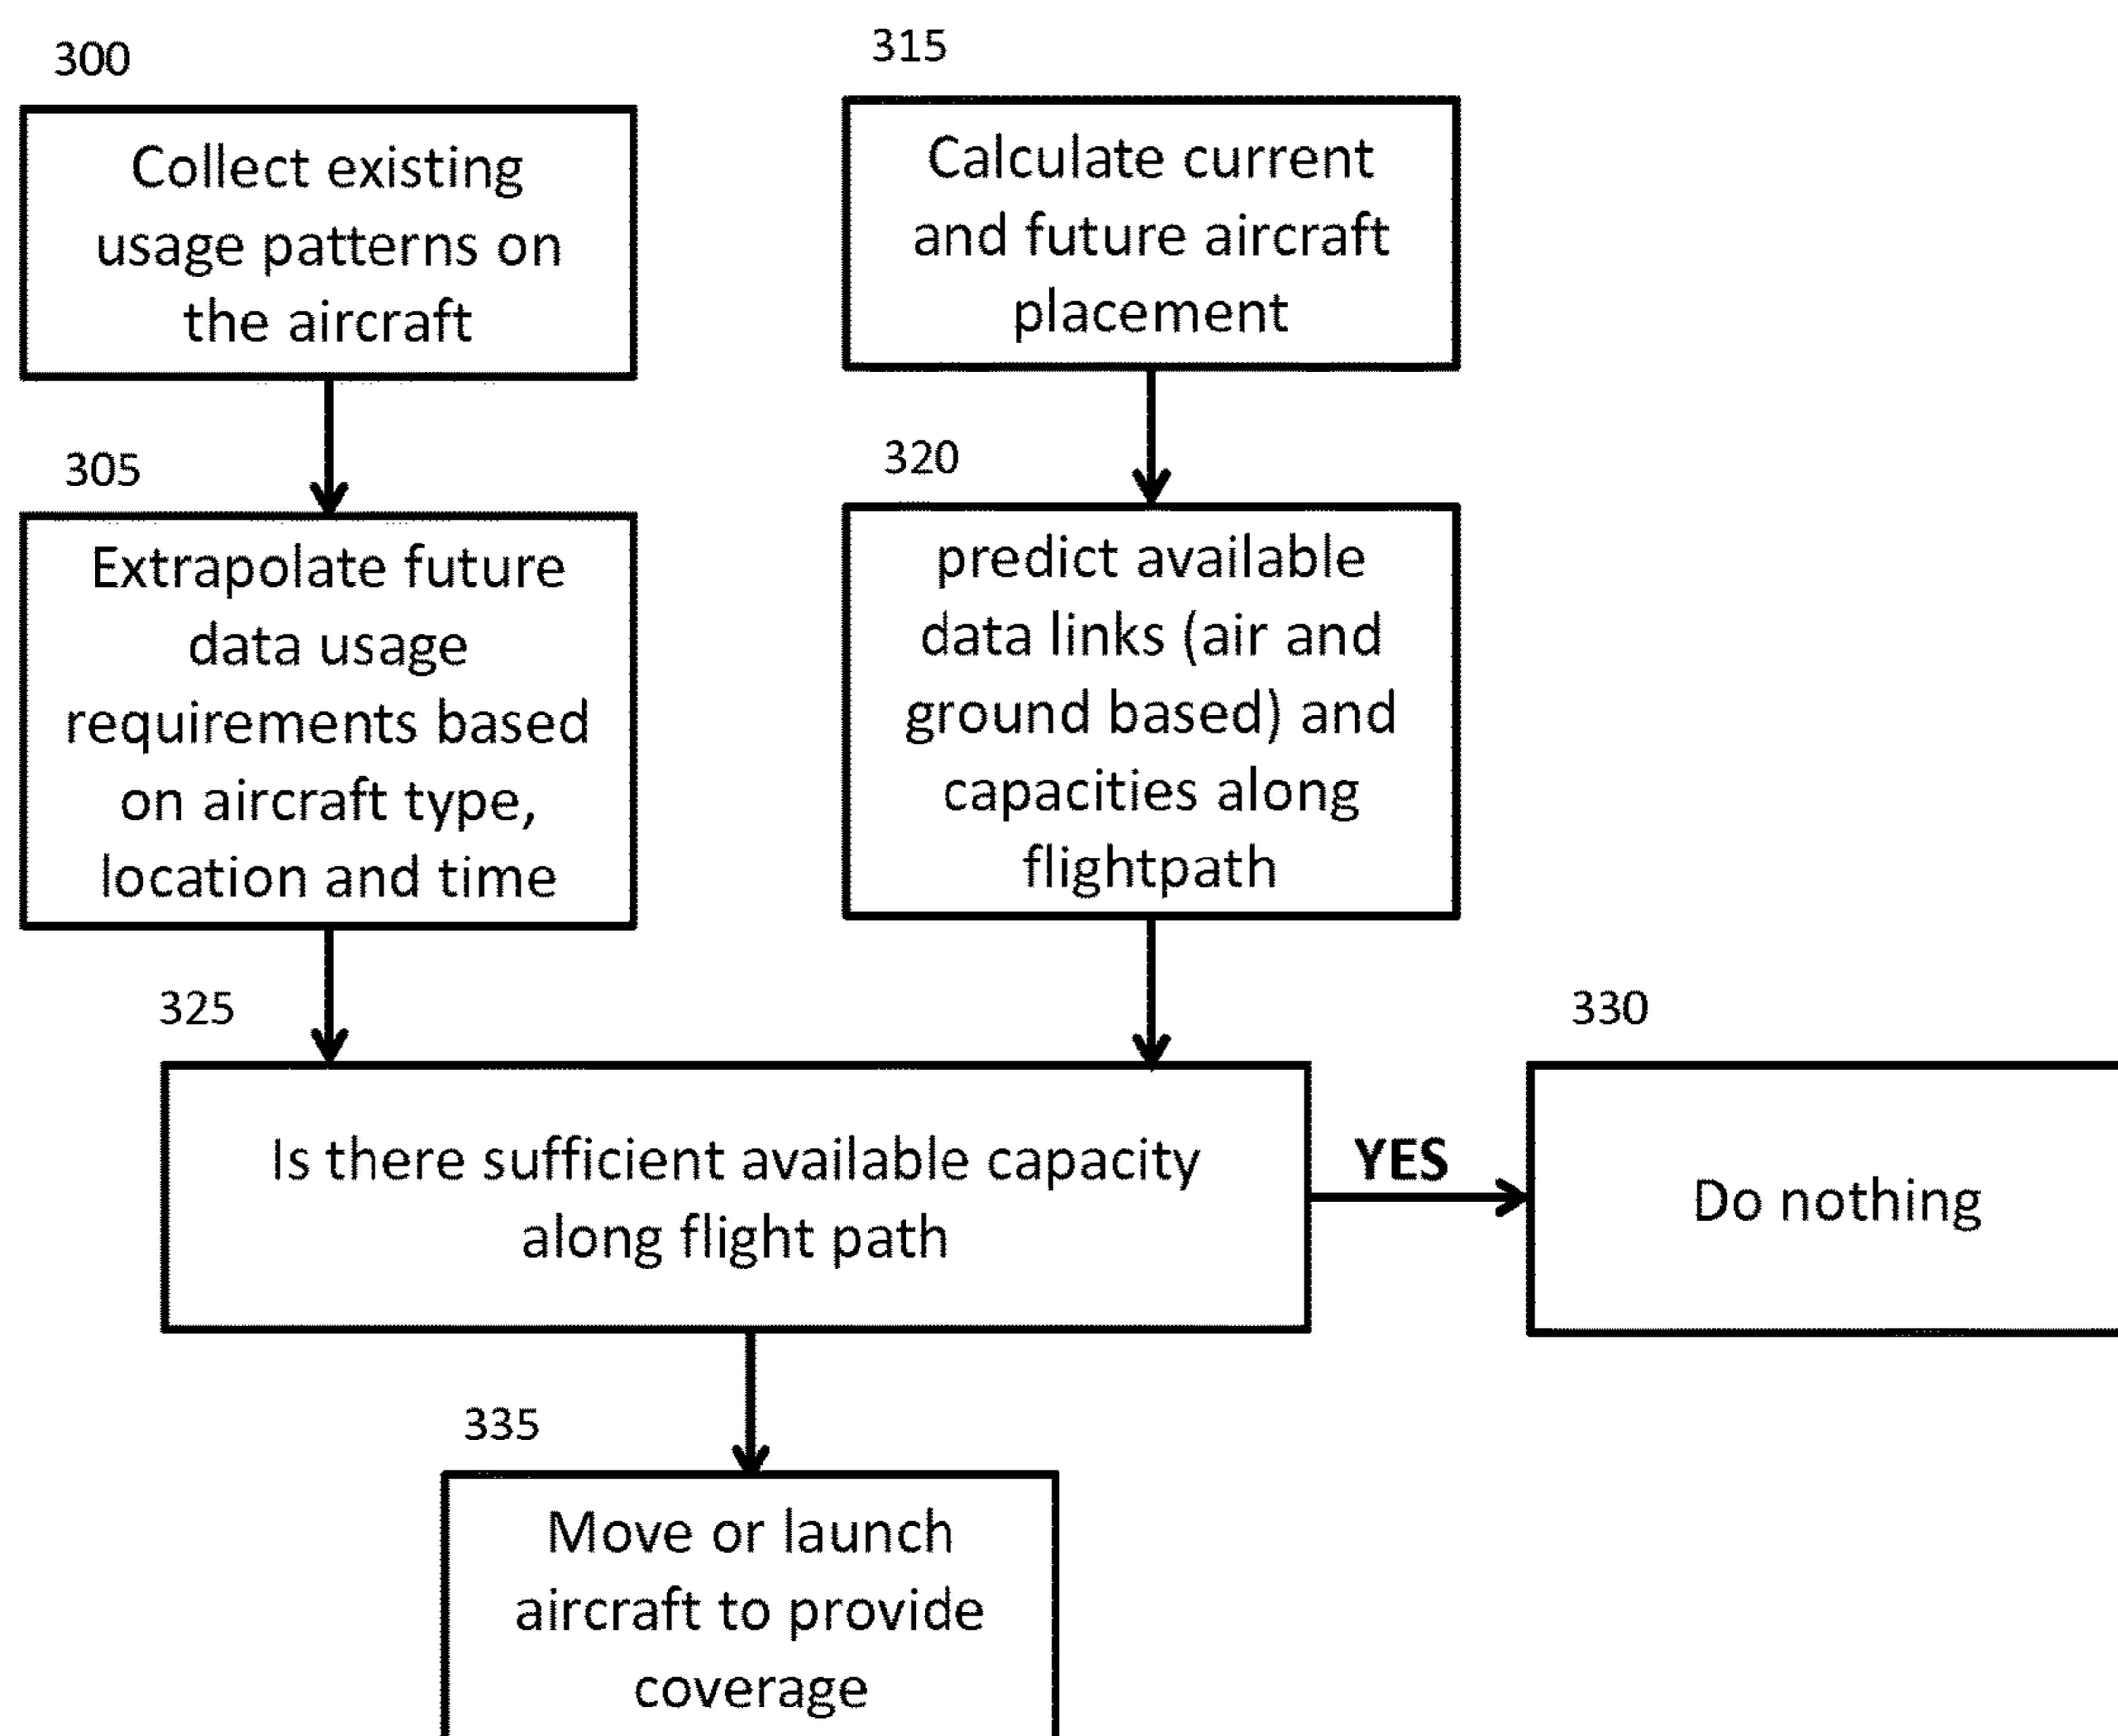 300
Collect existing
usage patterns on
the aircraft
315
Calculate current
and future aircraft
placement
305
Extrapolate future
data usage
requirements based
on aircraft type,
location and time
320
predict available
data links (air and
ground based) and
capacities along
flightpath
325
Is there sufficient available capacity
along flight path
YES
330
Do nothing
335
Move or launch
aircraft to provide
coverage